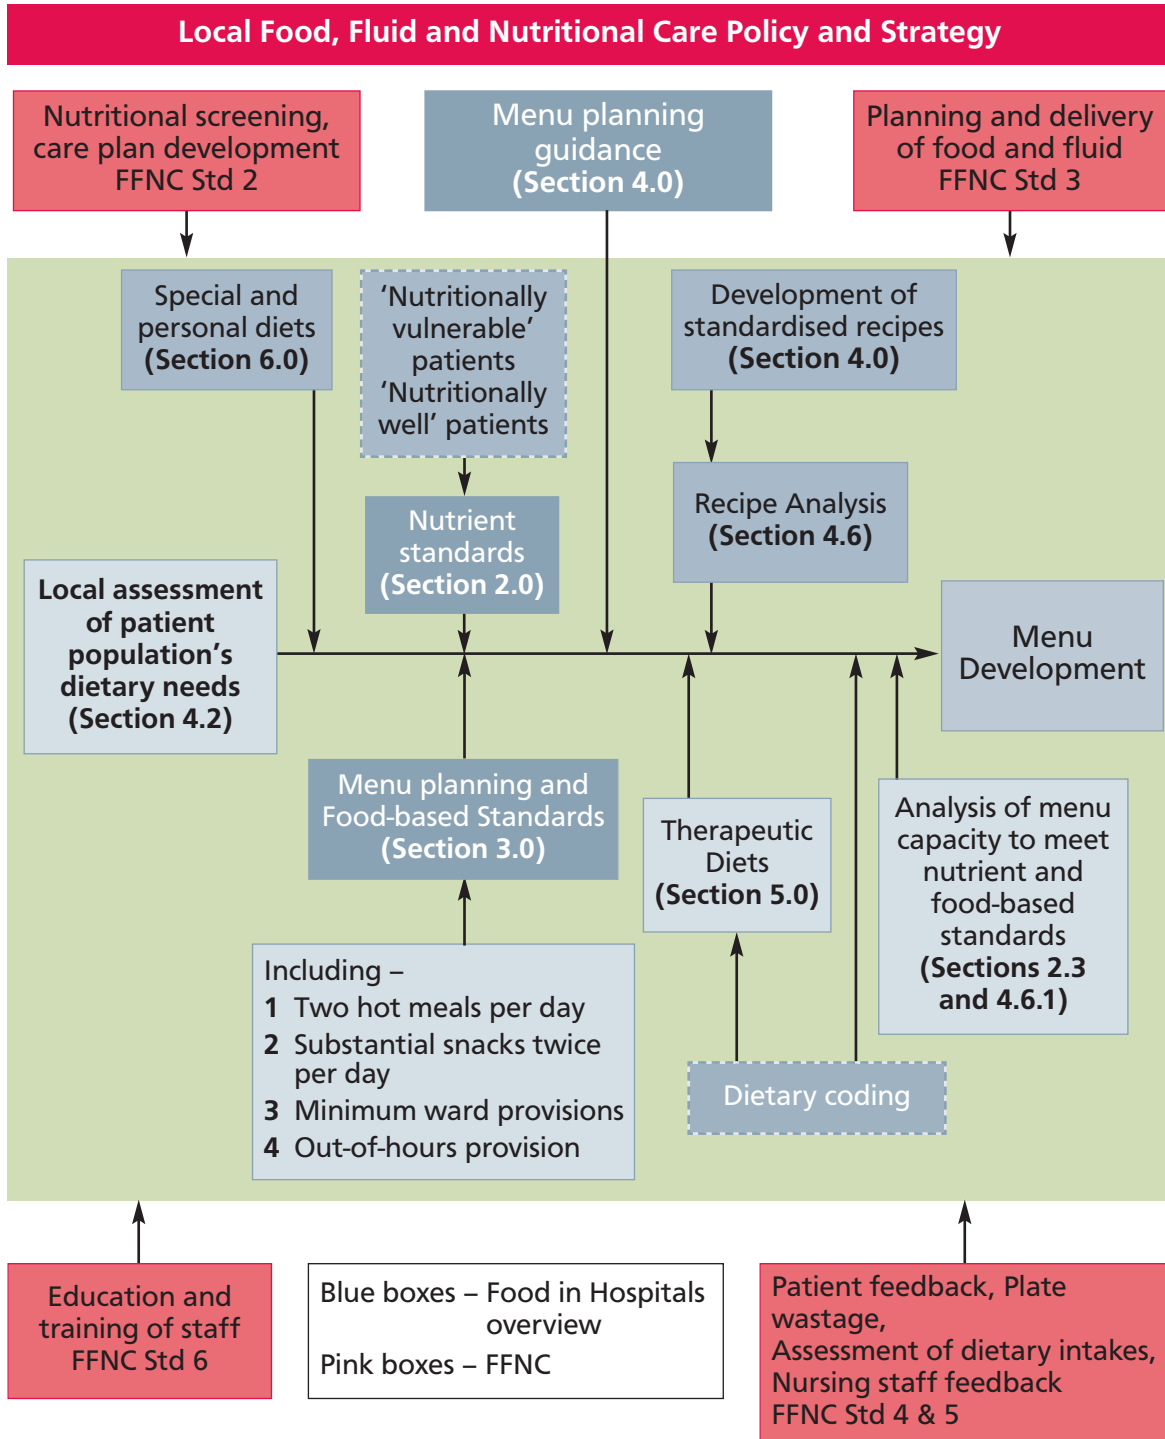 Local Food, Fluid and Nutritional Care Policy and Strategy
Nutritional screening,
care plan development
FFNC Std 2
Menu planning
guidance
(Section 4.0)
Planning and delivery
of food and fluid
FFNC Std 3
Special and
personal diets
(Section 6.0)
‘Nutritionally
vulnerable’
patients
‘Nutritionally
well’ patients
Development of
standardised recipes
(Section 4.0)
Nutrient
standards
(Section 2.0)
Recipe Analysis
(Section 4.6)
Local assessment
of patient
population’s
dietary needs
(Section 4.2)
Menu
Development
Menu planning and
Food-based Standards
(Section 3.0)
Therapeutic
Diets
(Section 5.0)
Analysis of menu
capacity to meet
nutrient and
food-based
standards
(Sections 2.3
and 4.6.1)
Including –
1 Two hot meals per day
2 Substantial snacks twice
per day
3 Minimum ward provisions
4 Out-of-hours provision
Dietary coding
Education and
training of staff
FFNC Std 6
Blue boxes – Food in Hospitals
overview
Pink boxes – FFNC
Patient feedback, Plate
wastage,
Assessment of dietary intakes,
Nursing staff feedback
FFNC Std 4 & 5